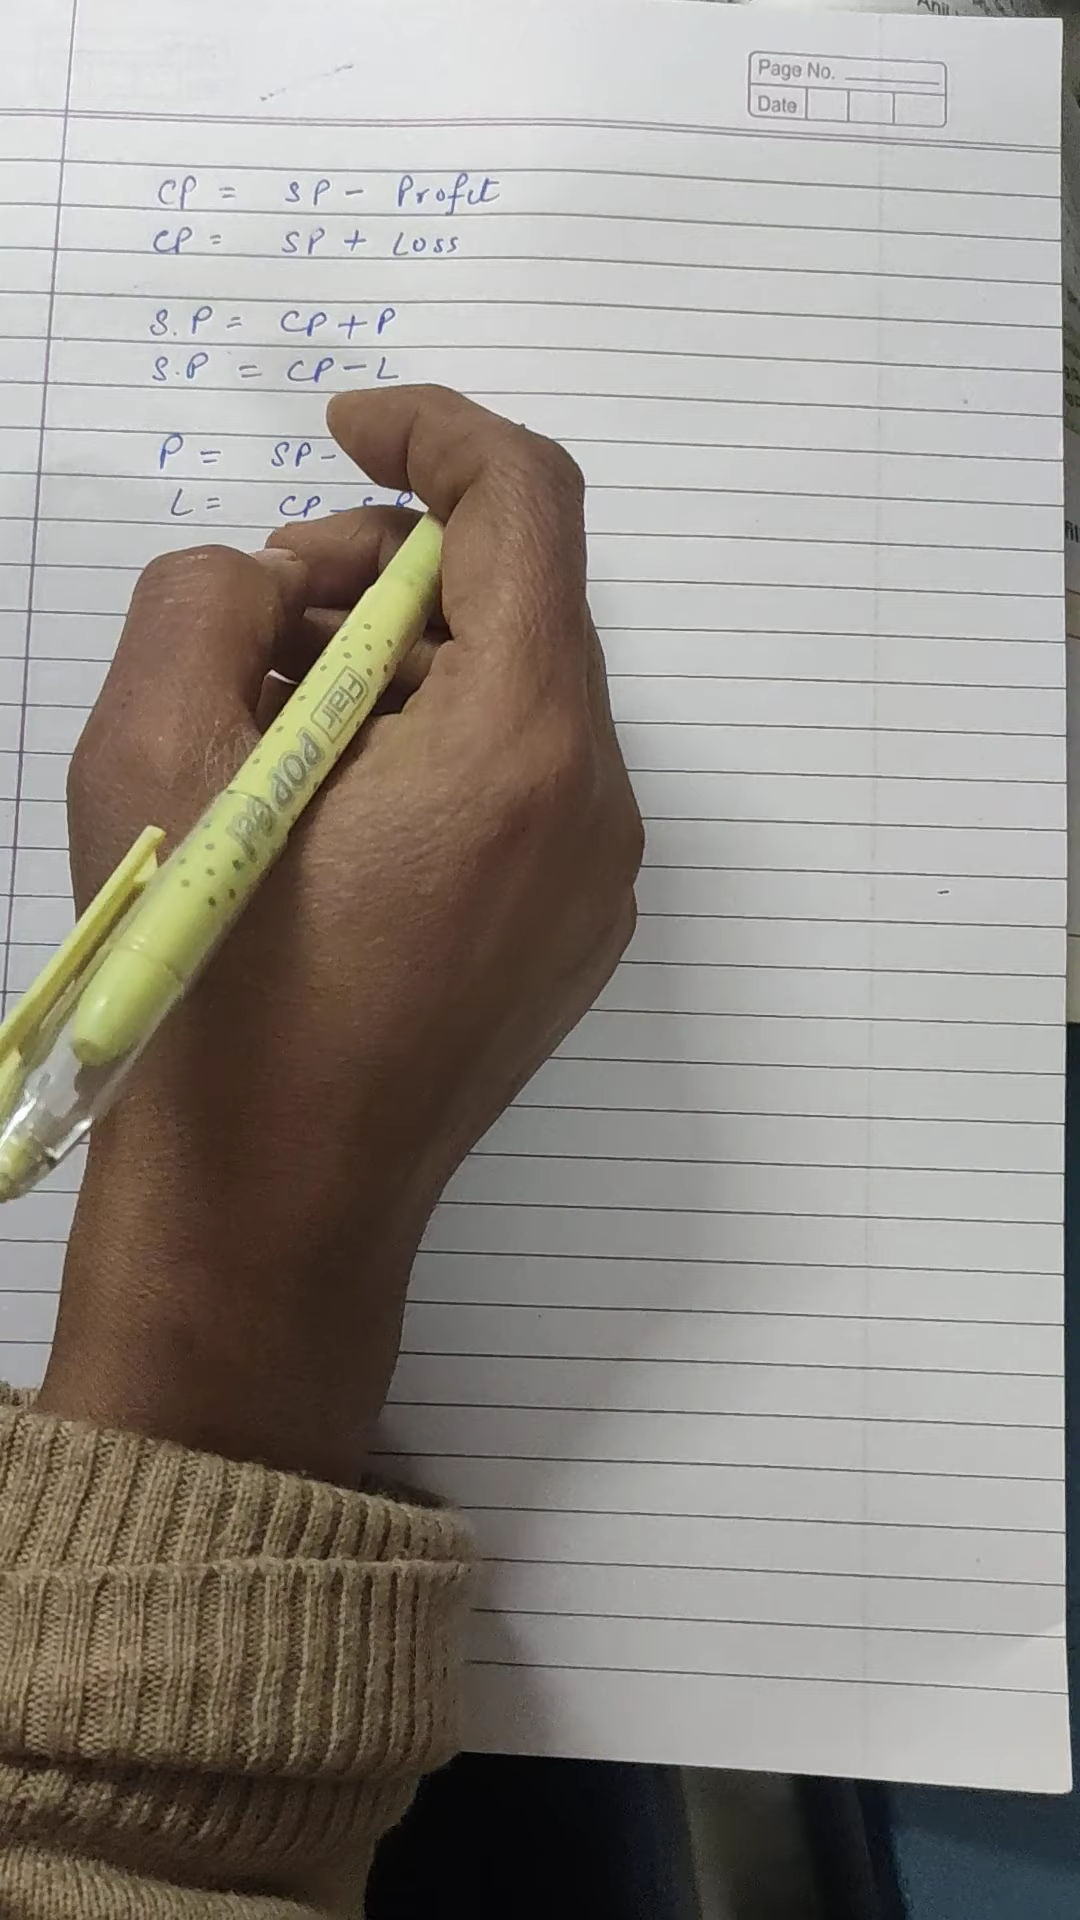 Page No.
Date
CP = SP - Profit
CP = SP + Loss
S.P = CP + P
S.P = CP - L
P = SP -
L = CP - S P
Flair POP gel